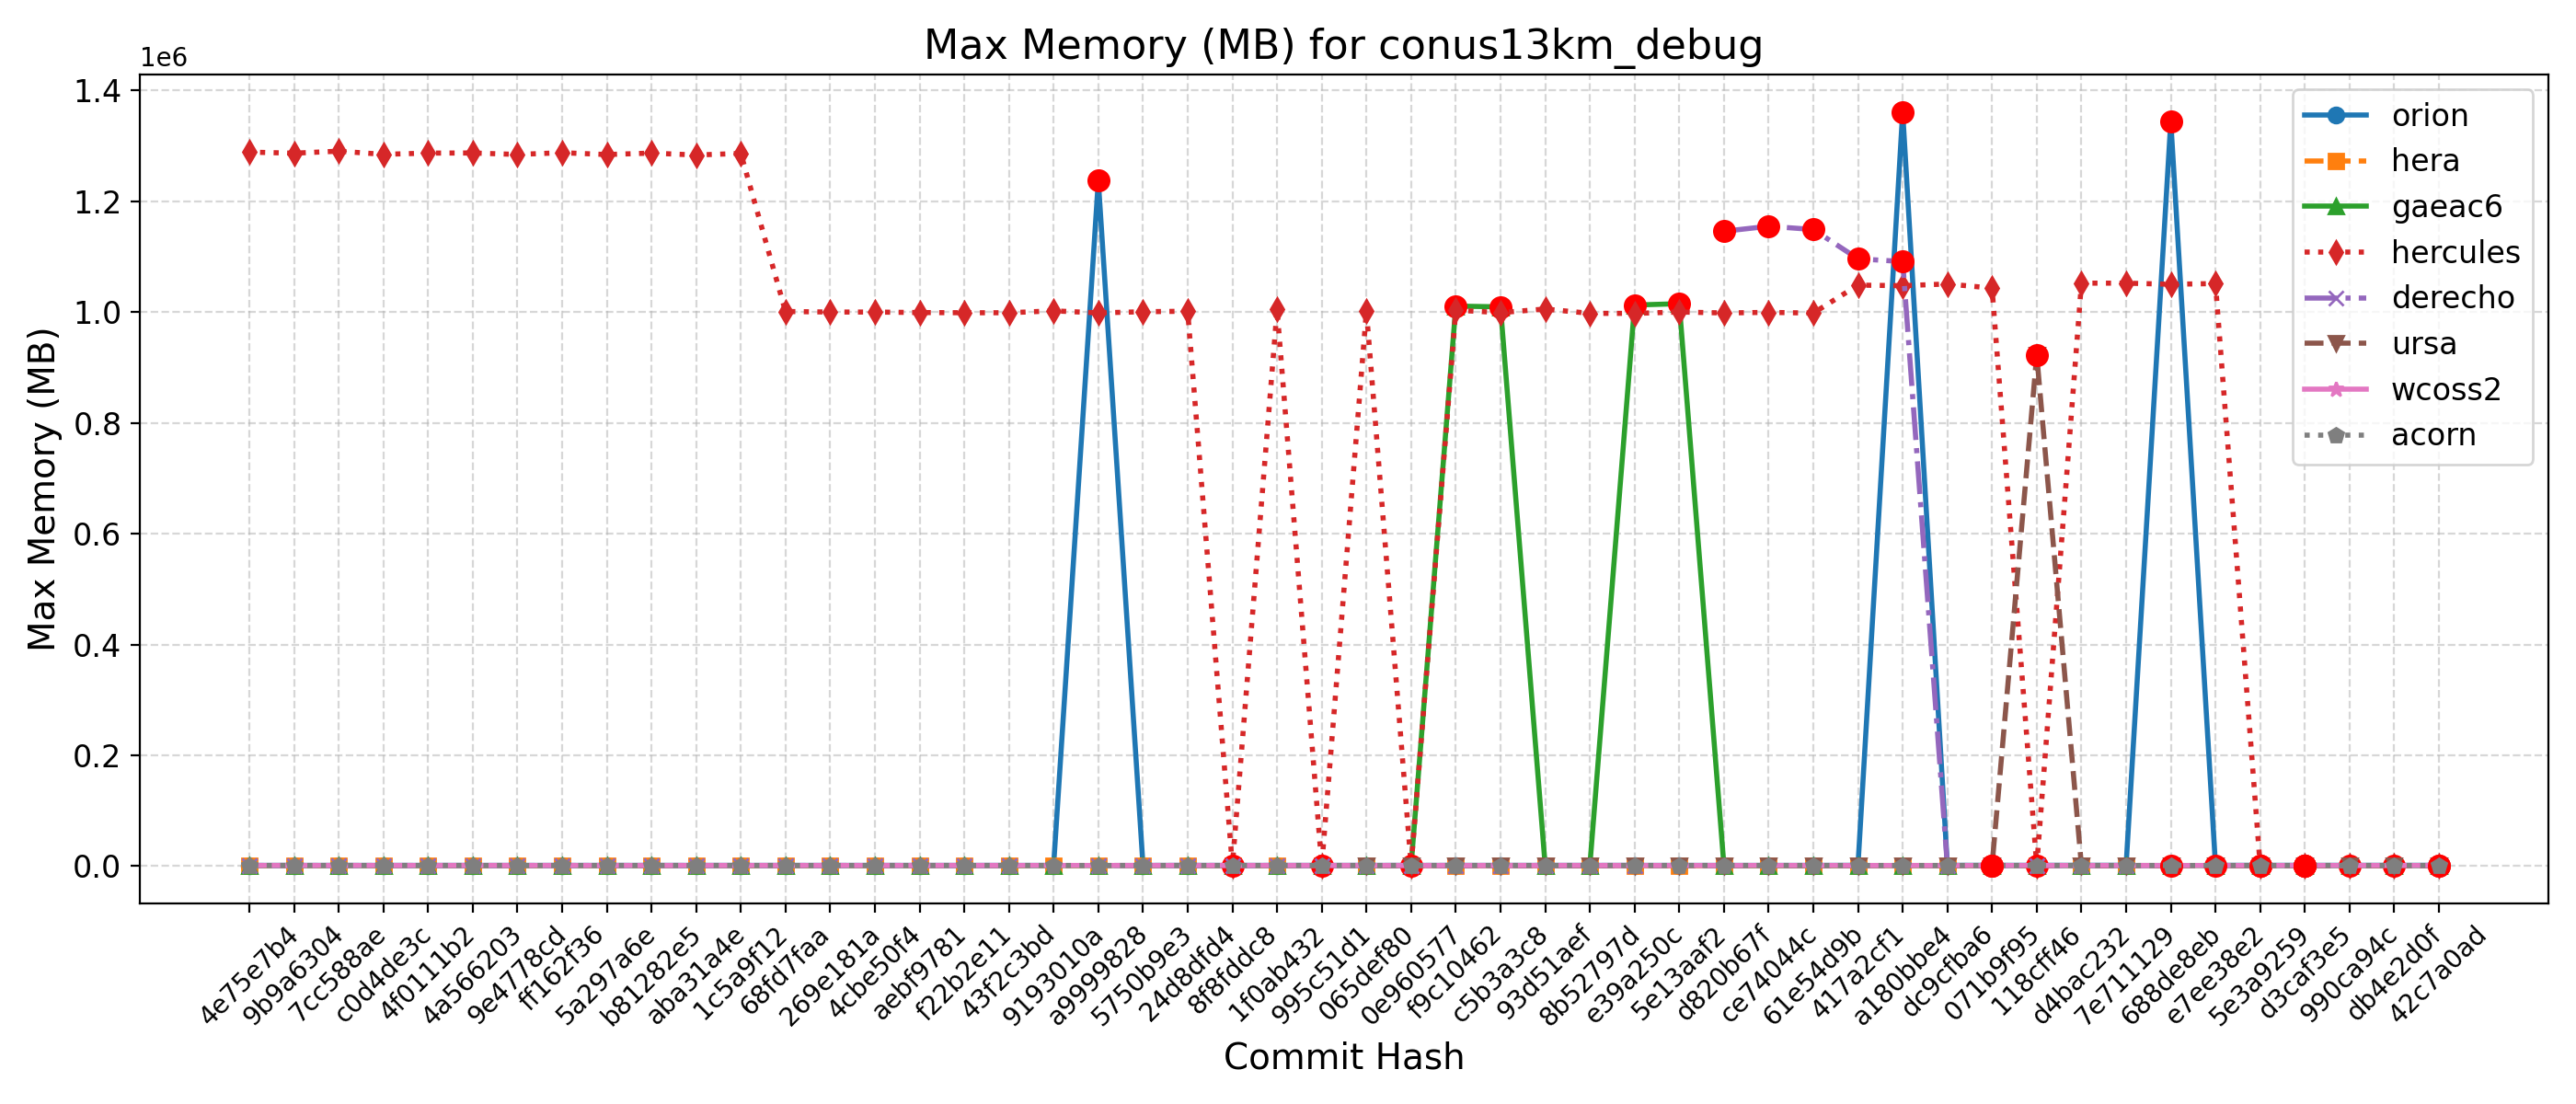 Max Memory (MB) for conus13km_debug
1e6
1.4
1.2
1.0
0.8
0.6
0.4
0.2
0.0
Max Memory (MB)
orion
hera
gaeac6
hercules
derecho
ursa
wcoss2
acorn
4e75e7b4
9b9a6304
7cc588ae
c0d4de3c
4f0111b2
4a566203
9e4778cd
ff162f36
5a297a6e
b81282e5
aba31a4e
1c5a9f12
68fd7faa
269e181a
4cbe50f4
aebf9781
f22b2e11
43f2c3bd
9193010a
a9999828
5750b9e3
24d8dfd4
8f8fddc8
1f0ab432
995c51d1
065def80
0e960577
f9c10462
c5b3a3c8
93d51aef
8b52797d
e39a250c
5e13aaf2
d820b67f
ce74044c
61e54d9b
417a2cf1
a180bbe4
dc9cfba6
071b9f95
118cff46
d4bac232
7e711129
688de8eb
e7ee38e2
5e3a9259
d3caf3e5
990ca94c
db4e2d0f
42c7a0ad
Commit Hash